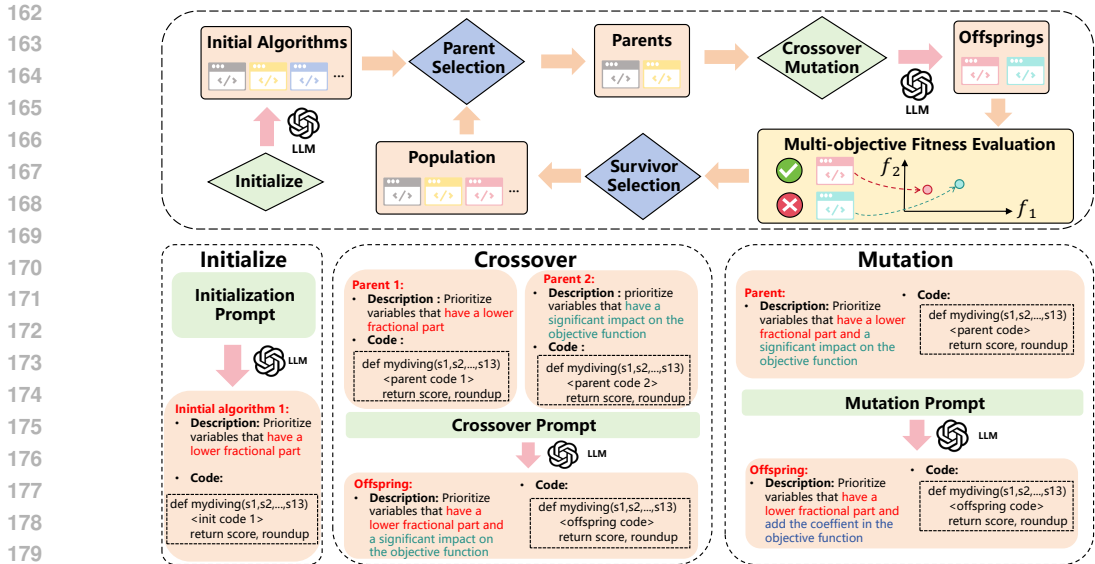 162
163
164
165
166
167
168
169
170
171
172
173
174
175
176
177
178
179
Initial Algorithms
</> </> </> ...
LLM
Initialize
Parent
Selection
Parents
</> </>
Crossover
Mutation
LLM
Offsprings
</> </>
Multi-objective Fitness Evaluation
</>
</>
f2
f1
Survivor
Selection
Population
</> </> </> ...
Initialize
Initialization
Prompt
LLM
Inintial algorithm 1:
• Description: Prioritize
variables that have a
lower fractional part
• Code:
def mydiving(s1,s2,...,s13)
<init code 1>
return score, roundup
Crossover
Parent 1:
• Description : Prioritize
variables that have a lower
fractional part
• Code :
def mydiving(s1,s2,...,s13)
<parent code 1>
return score, roundup
Parent 2:
• Description : prioritize
variables that have a
significant impact on the
objective function
• Code :
def mydiving(s1,s2,...,s13)
<parent code 2>
return score, roundup
Crossover Prompt
LLM
Offspring:
• Description: Prioritize
variables that have a
lower fractional part and
a significant impact on
the objective function
• Code:
def mydiving(s1,s2,...,s13)
<offspring code>
return score, roundup
Mutation
Parent:
• Description: Prioritize
variables that have a lower
fractional part and a
significant impact on the
objective function
• Code:
def mydiving(s1,s2,...,s13)
<parent code>
return score, roundup
Mutation Prompt
LLM
Offspring:
• Description: Prioritize
variables that have a lower
fractional part and
add the coeffient in the
objective function
• Code:
def mydiving(s1,s2,...,s13)
<offspring code>
return score, roundup